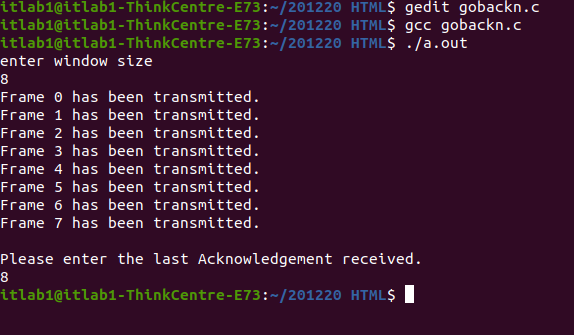 itlab1@itlab1-ThinkCentre-E73:~/201220 HTML$ gedit gobackn.c
itlab1@itlab1-ThinkCentre-E73:~/201220 HTML$ gcc gobackn.c
itlab1@itlab1-ThinkCentre-E73:~/201220 HTML$ ./a.out
enter window size
8
Frame 0 has been transmitted.
Frame 1 has been transmitted.
Frame 2 has been transmitted.
Frame 3 has been transmitted.
Frame 4 has been transmitted.
Frame 5 has been transmitted.
Frame 6 has been transmitted.
Frame 7 has been transmitted.
Please enter the last Acknowledgement received.
8
itlab1@itlab1-ThinkCentre-E73:~/201220 HTML$